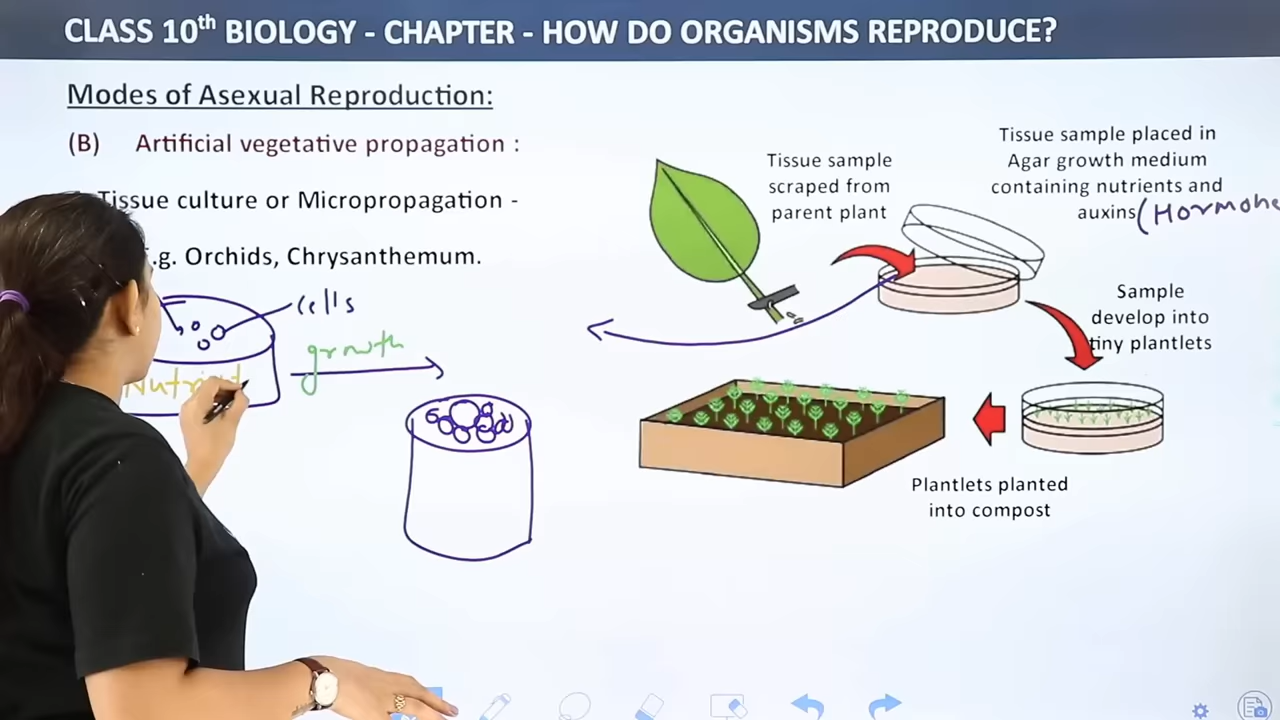 CLASS 10th BIOLOGY - CHAPTER - HOW DO ORGANISMS REPRODUCE?
Modes of Asexual Reproduction:
(B) Artificial vegetative propagation :
Tissue culture or Micropropagation -
.g. Orchids, Chrysanthemum.
cells
Nutrient
growth
Tissue sample
scraped from
parent plant
Tissue sample placed in
Agar growth medium
containing nutrients and
auxins (Hormone
Sample
develop into
tiny plantlets
Plantlets planted
into compost